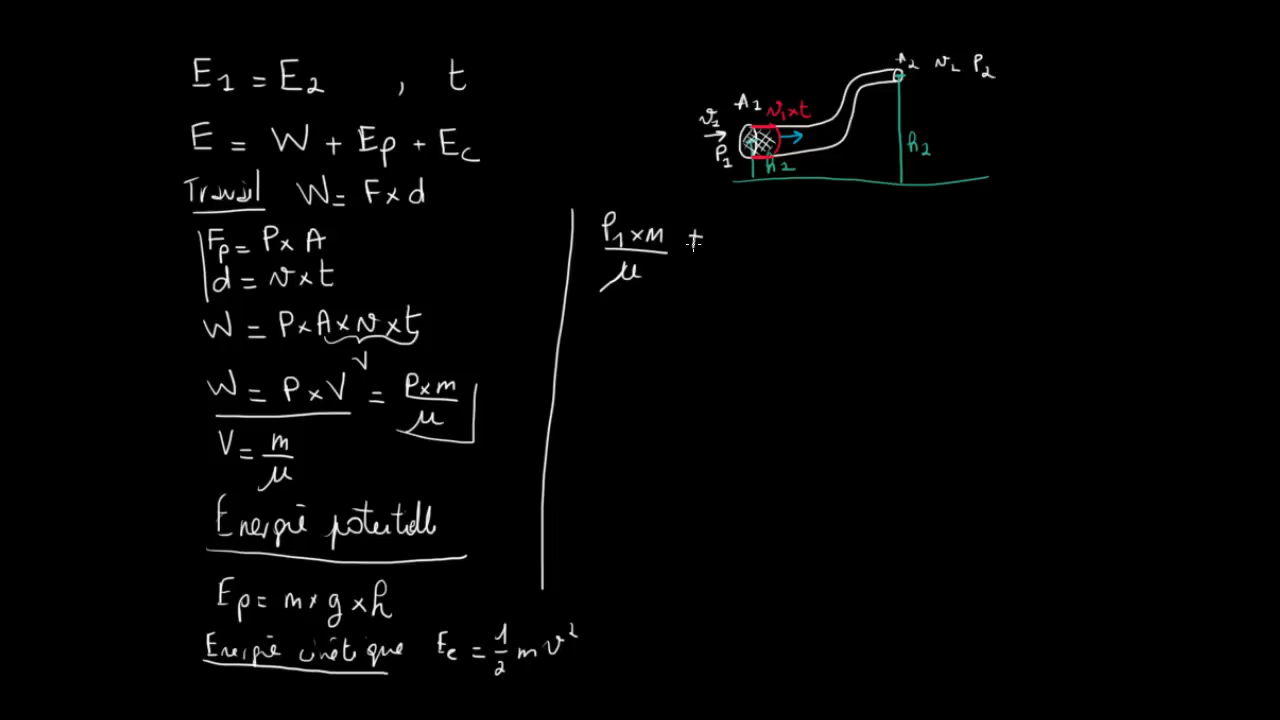 E1 = E2 , t
E = W + Ep + Ec
Travail W = F × d
Fp = P × A
d = v × t
W = P × A × v × t
V
W = P × V = P × m / μ
V = m / μ
Energie potentielle
Ep = m × g × h
Energie cinétique Ec = 1/2 m v²
P1 × m / μ +
A2 v2 P2
A1 v1 × t
v1
P1
h1
h2